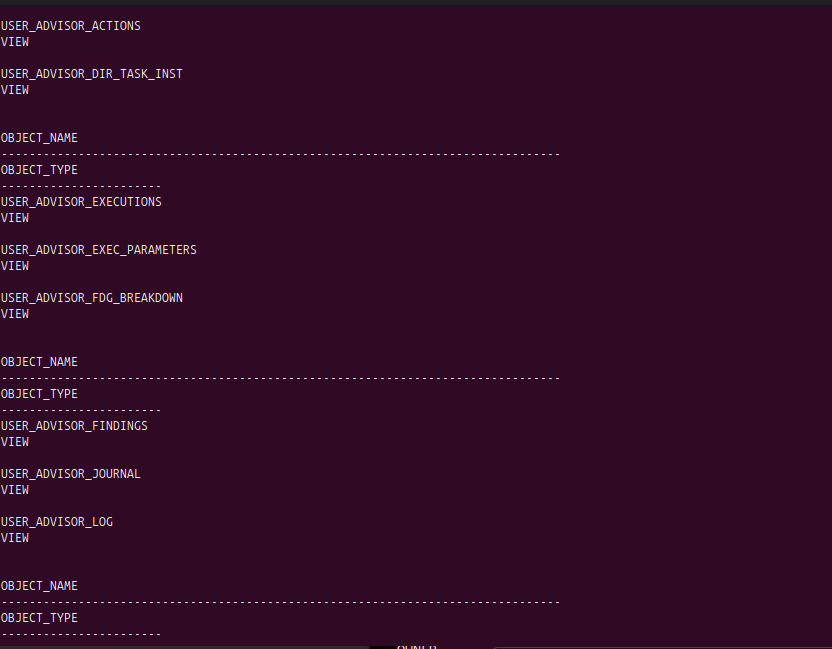 USER_ADVISOR_ACTIONS
VIEW
USER_ADVISOR_DIR_TASK_INST
VIEW
OBJECT_NAME
--------------------------------------------------------------------------------
OBJECT_TYPE
-----------------------
USER_ADVISOR_EXECUTIONS
VIEW
USER_ADVISOR_EXEC_PARAMETERS
VIEW
USER_ADVISOR_FDG_BREAKDOWN
VIEW
OBJECT_NAME
--------------------------------------------------------------------------------
OBJECT_TYPE
-----------------------
USER_ADVISOR_FINDINGS
VIEW
USER_ADVISOR_JOURNAL
VIEW
USER_ADVISOR_LOG
VIEW
OBJECT_NAME
--------------------------------------------------------------------------------
OBJECT_TYPE
-----------------------